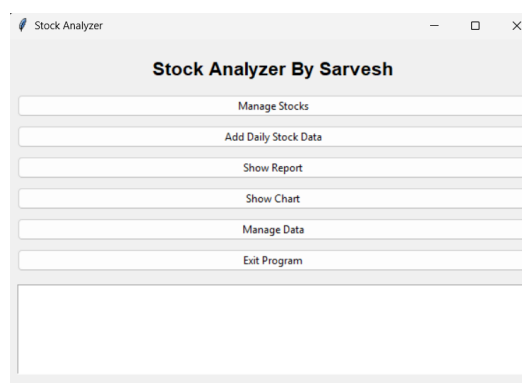 Stock Analyzer
Stock Analyzer By Sarvesh
Manage Stocks
Add Daily Stock Data
Show Report
Show Chart
Manage Data
Exit Program